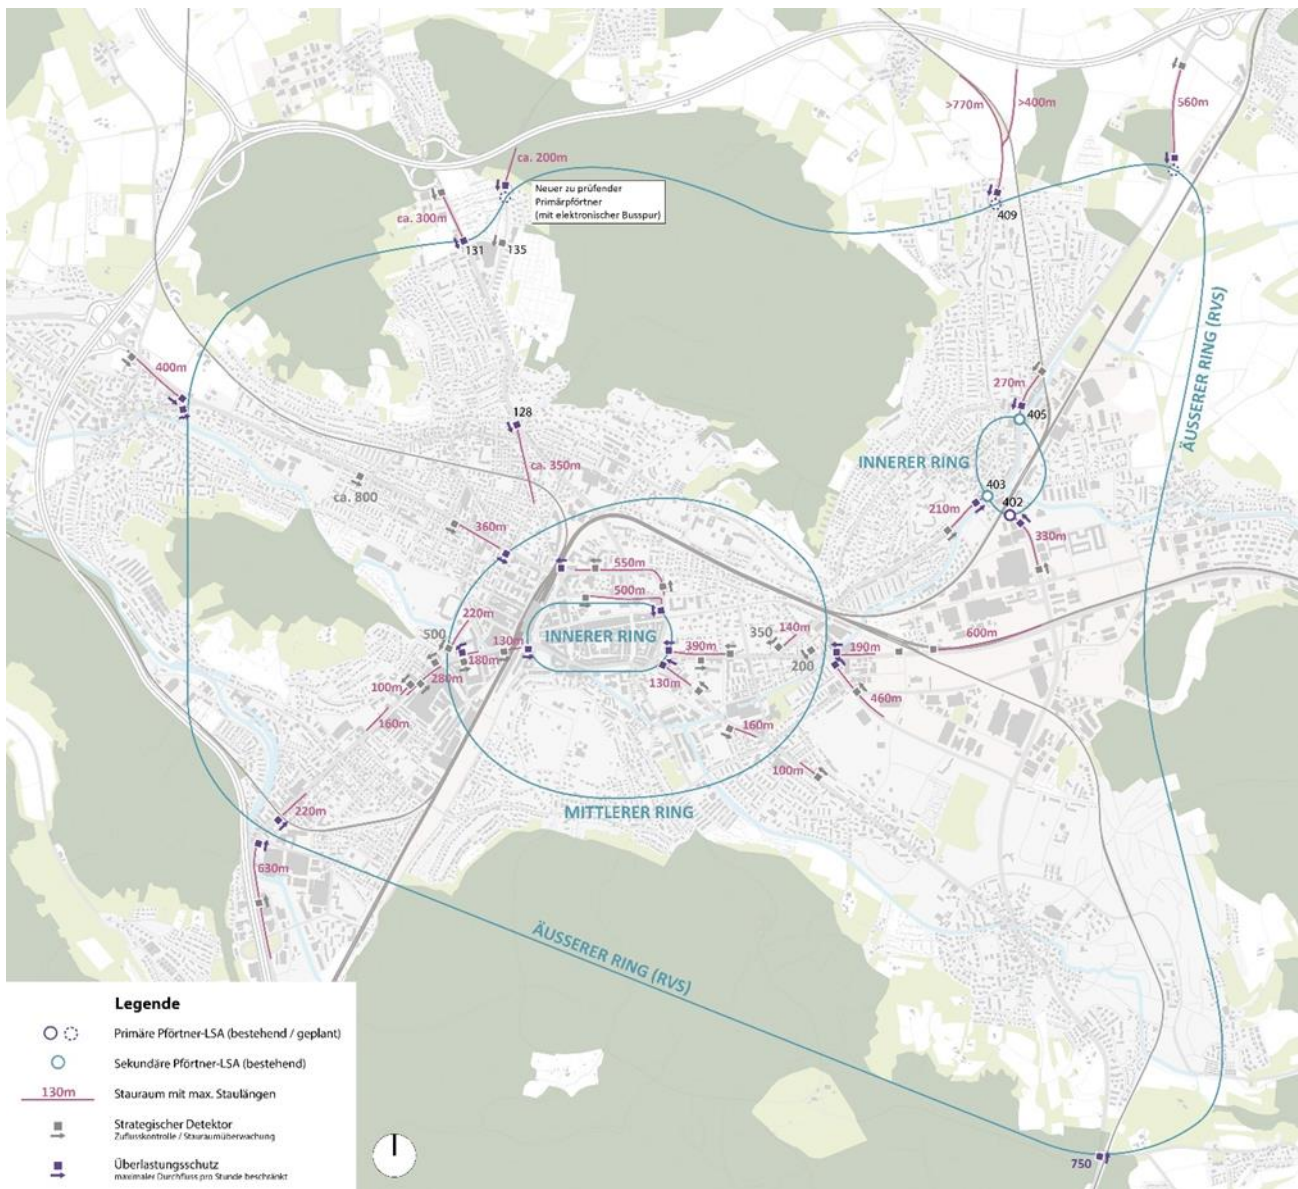 >770m
>400m
560m
ca. 200m
Neuer zu prüfender
Primärpförtner
(mit elektronischer Busspur)
ca. 300m
409
131
135
ÄUSSERER RING (RVS)
400m
270m
128
405
INNERER RING
ca. 350m
403
402
ca. 800
210m
360m
330m
550m
500m
220m
500
INNERER RING
130m
180m
390m
350
140m
190m
600m
200
280m
100m
130m
460m
160m
160m
100m
220m
MITTLERER RING
630m
ÄUSSERER RING (RVS)
750
Legende
Primäre Pförtner-LSA (bestehend / geplant)
Sekundäre Pförtner-LSA (bestehend)
130m Stauraum mit max. Staulängen
Strategischer Detektor
Zuflusskontrolle / Stauraumüberwachung
Überlastungsschutz
maximaler Durchfluss pro Stunde beschränkt